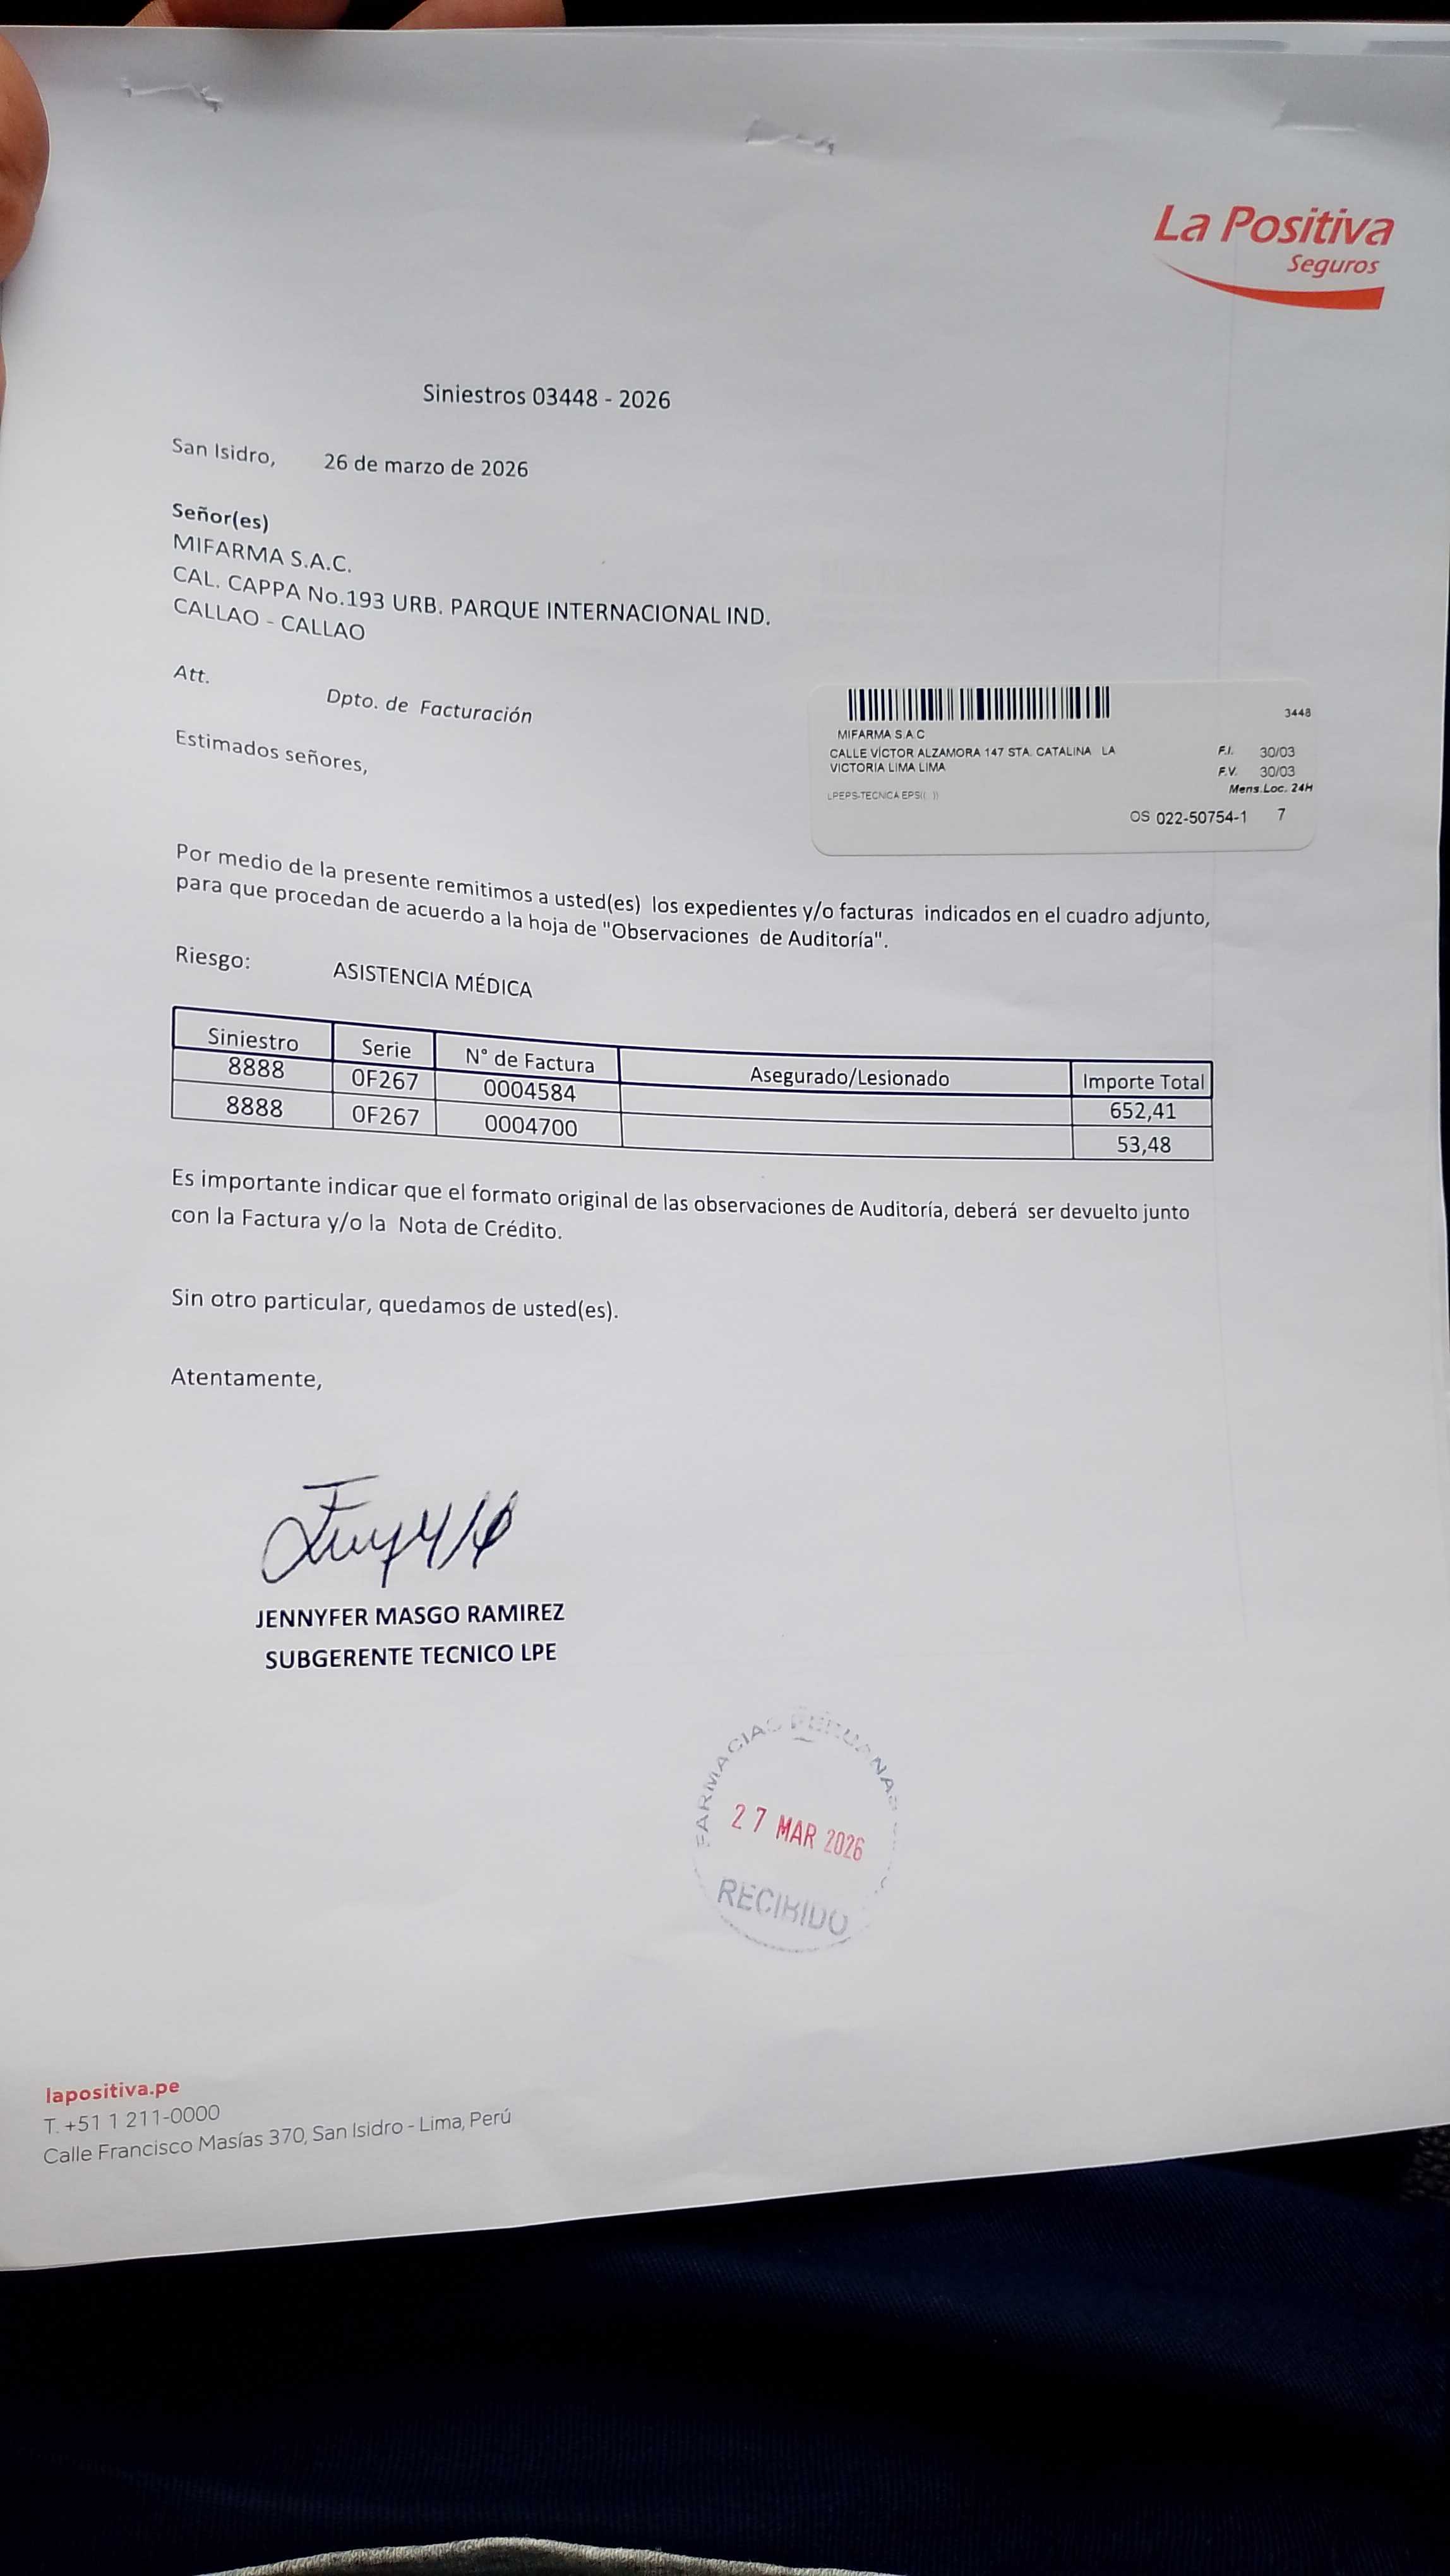 La Positiva
Seguros
Siniestros 03448 - 2026
San Isidro, 26 de marzo de 2026
Señor(es)
MIFARMA S.A.C.
CAL. CAPPA No.193 URB. PARQUE INTERNACIONAL IND.
CALLAO - CALLAO
Att.
Dpto. de Facturación
Estimados señores,
3448
MIFARMA S.A.C
CALLE VÍCTOR ALZAMORA 147 STA. CATALINA LA
VICTORIA LIMA LIMA
F.I. 30/03
F.V. 30/03
Mens.Loc. 24H
LPEPS-TECNICA EPS(( ))
OS 022-50754-1 7
Por medio de la presente remitimos a usted(es) los expedientes y/o facturas indicados en el cuadro adjunto,
para que procedan de acuerdo a la hoja de "Observaciones de Auditoría".
Riesgo: ASISTENCIA MÉDICA
Siniestro Serie N° de Factura Asegurado/Lesionado Importe Total
8888 0F267 0004584 652,41
8888 0F267 0004700 53,48
Es importante indicar que el formato original de las observaciones de Auditoría, deberá ser devuelto junto
con la Factura y/o la Nota de Crédito.
Sin otro particular, quedamos de usted(es).
Atentamente,
JENNYFER MASGO RAMIREZ
SUBGERENTE TECNICO LPE
FARMACIAS PERUANAS
27 MAR 2026
RECIBIDO
lapositiva.pe
T. +51 1 211-0000
Calle Francisco Masías 370, San Isidro - Lima, Perú